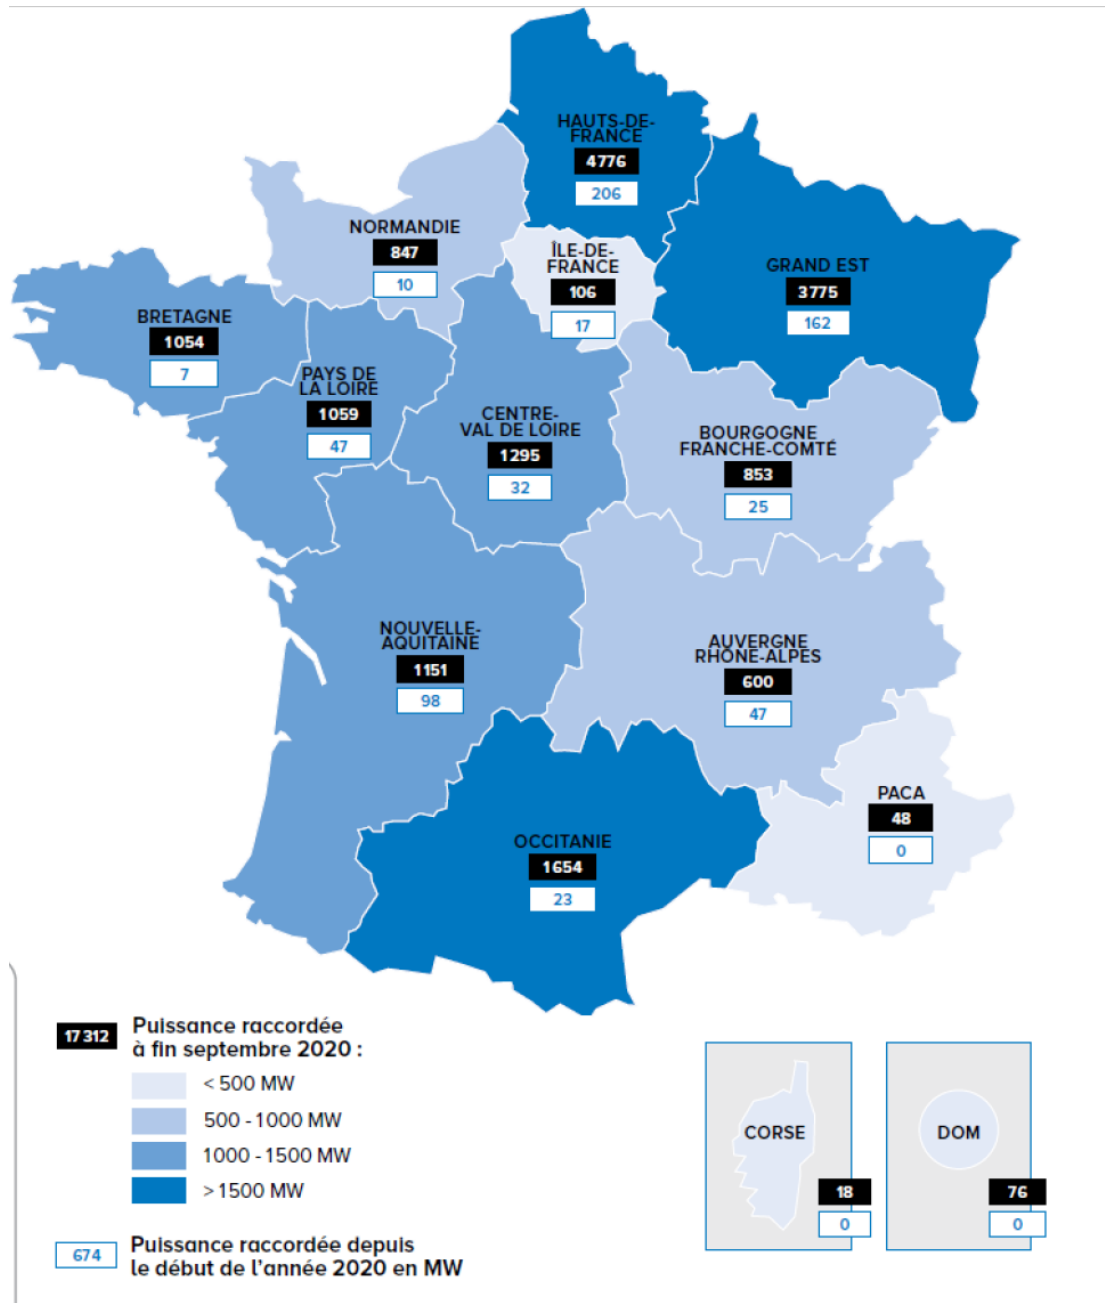 HAUTS-DE-
FRANCE
4776
206
NORMANDIE
847
10
ÎLE-DE-
FRANCE
106
17
GRAND EST
3775
162
BRETAGNE
1054
7
PAYS DE
LA LOIRE
1059
47
CENTRE-
VAL DE LOIRE
1295
32
BOURGOGNE
FRANCHE-COMTÉ
853
25
NOUVELLE-
AQUITAINE
1151
98
AUVERGNE
RHÔNE-ALPES
600
47
PACA
48
0
OCCITANIE
1654
23
17 312
Puissance raccordée
à fin septembre 2020 :
< 500 MW
500 - 1000 MW
1000 - 1500 MW
> 1500 MW
674
Puissance raccordée depuis
le début de l'année 2020 en MW
CORSE
18
0
DOM
76
0